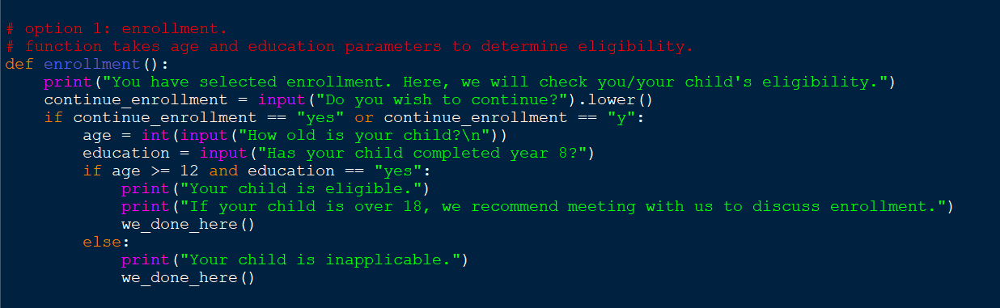 # option 1: enrollment.
# function takes age and education parameters to determine eligibility.
def enrollment():
    print("You have selected enrollment. Here, we will check you/your child's eligibility.")
    continue_enrollment = input("Do you wish to continue?").lower()
    if continue_enrollment == "yes" or continue_enrollment == "y":
        age = int(input("How old is your child?\n"))
        education = input("Has your child completed year 8?")
        if age >= 12 and education == "yes":
            print("Your child is eligible.")
            print("If your child is over 18, we recommend meeting with us to discuss enrollment.")
            we_done_here()
        else:
            print("Your child is inapplicable.")
            we_done_here()